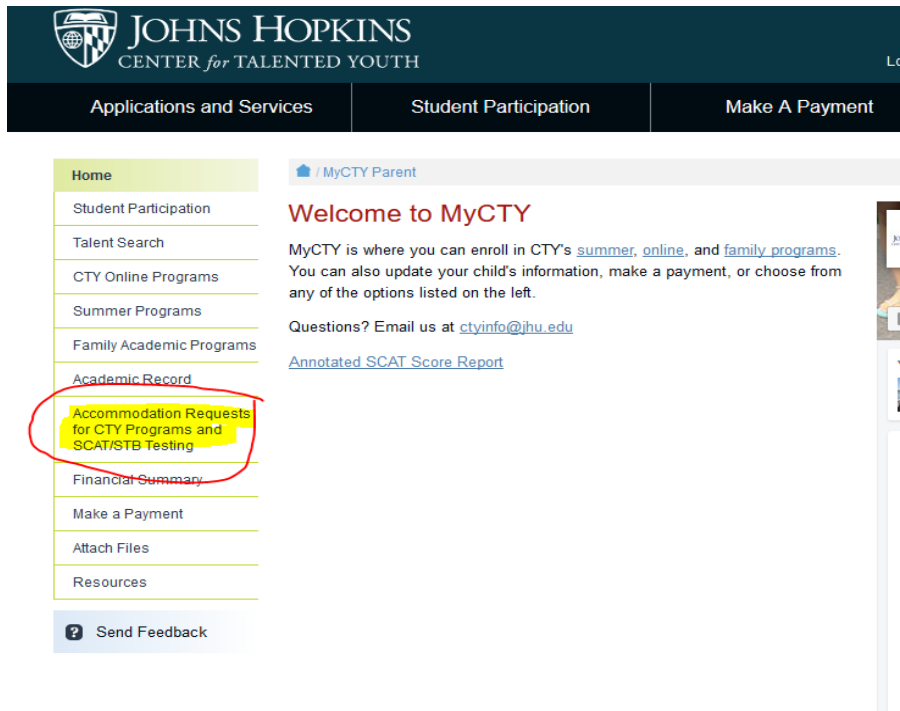 JOHNS HOPKINS
CENTER for TALENTED YOUTH
Applications and Services
Student Participation
Make A Payment
Home
Student Participation
Talent Search
CTY Online Programs
Summer Programs
Family Academic Programs
Academic Record
Accommodation Requests
for CTY Programs and
SCAT/STB Testing
Financial Summary
Make a Payment
Attach Files
Resources
? Send Feedback
/ MyCTY Parent
Welcome to MyCTY
MyCTY is where you can enroll in CTY's summer, online, and family programs.
You can also update your child's information, make a payment, or choose from
any of the options listed on the left.
Questions? Email us at ctyinfo@jhu.edu
Annotated SCAT Score Report